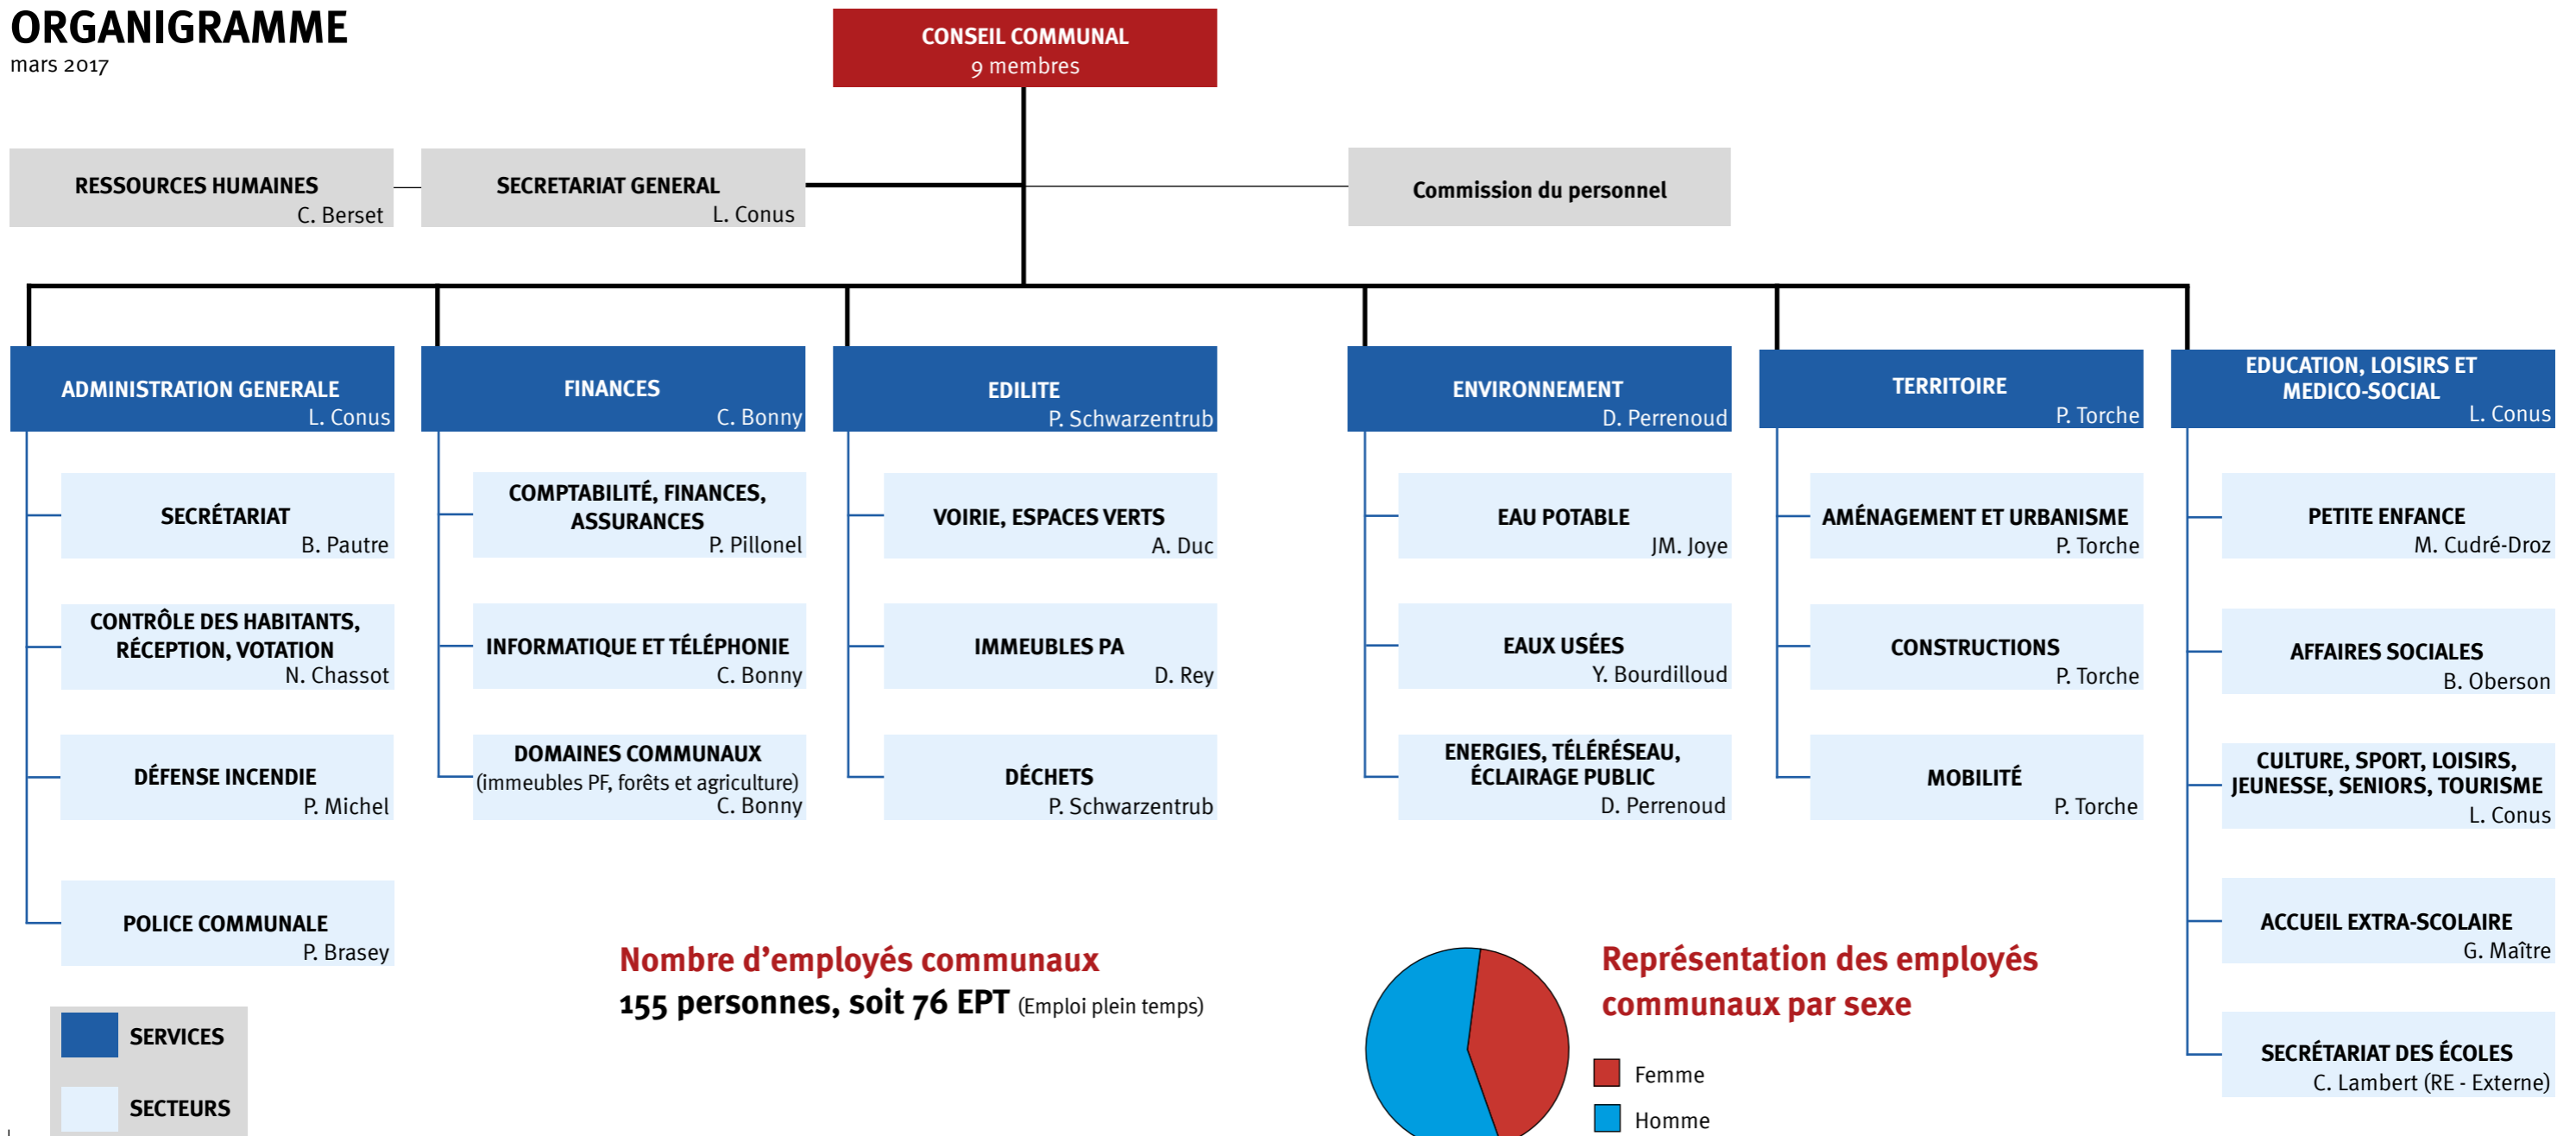 ORGANIGRAMME
mars 2017
CONSEIL COMMUNAL
9 membres
RESSOURCES HUMAINES
C. Berset
SECRETARIAT GENERAL
L. Conus
Commission du personnel
ADMINISTRATION GENERALE
L. Conus
SECRÉTARIAT
B. Pautre
CONTRÔLE DES HABITANTS,
RÉCEPTION, VOTATION
N. Chassot
DÉFENSE INCENDIE
P. Michel
POLICE COMMUNALE
P. Brasey
FINANCES
C. Bonny
COMPTABILITÉ, FINANCES,
ASSURANCES
P. Pillonel
INFORMATIQUE ET TÉLÉPHONIE
C. Bonny
DOMAINES COMMUNAUX
(immeubles PF, forêts et agriculture)
C. Bonny
EDILITE
P. Schwarzentrub
VOIRIE, ESPACES VERTS
A. Duc
IMMEUBLES PA
D. Rey
DÉCHETS
P. Schwarzentrub
ENVIRONNEMENT
D. Perrenoud
EAU POTABLE
JM. Joye
EAUX USÉES
Y. Bourdilloud
ENERGIES, TÉLÉRÉSEAU,
ÉCLAIRAGE PUBLIC
D. Perrenoud
TERRITOIRE
P. Torche
AMÉNAGEMENT ET URBANISME
P. Torche
CONSTRUCTIONS
P. Torche
MOBILITÉ
P. Torche
EDUCATION, LOISIRS ET
MEDICO-SOCIAL
L. Conus
PETITE ENFANCE
M. Cudré-Droz
AFFAIRES SOCIALES
B. Oberson
CULTURE, SPORT, LOISIRS,
JEUNESSE, SENIORS, TOURISME
L. Conus
ACCUEIL EXTRA-SCOLAIRE
G. Maître
SECRÉTARIAT DES ÉCOLES
C. Lambert (RE - Externe)
SERVICES
SECTEURS
Nombre d'employés communaux
155 personnes, soit 76 EPT (Emploi plein temps)
Représentation des employés
communaux par sexe
Femme
Homme